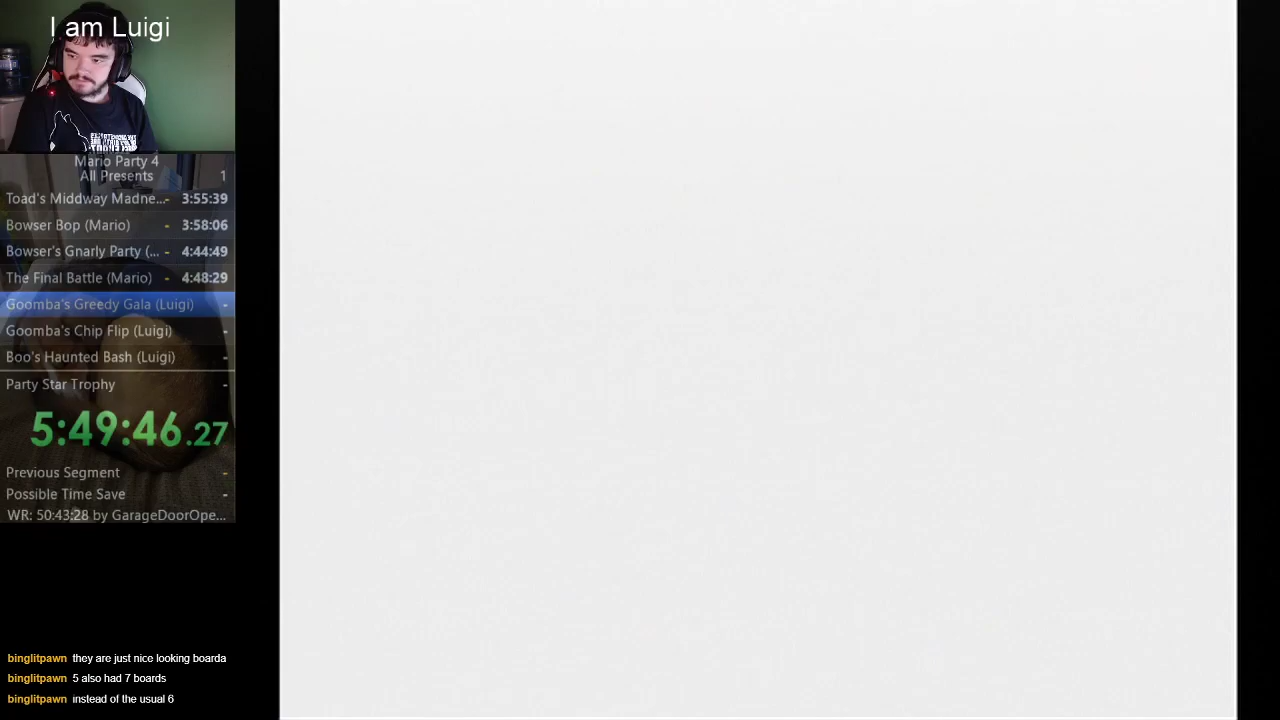 I am Luigi
Mario Party 4
All Presents 1
Toad's Middway Madne... - 3:55:39
Bowser Bop (Mario) - 3:58:06
Bowser's Gnarly Party (... - 4:44:49
The Final Battle (Mario) - 4:48:29
Goomba's Greedy Gala (Luigi) -
Goomba's Chip Flip (Luigi) -
Boo's Haunted Bash (Luigi) -
Party Star Trophy -
5:49:46.27
Previous Segment -
Possible Time Save -
WR: 50:43:28 by GarageDoorOpe...
binglitpawn they are just nice looking boarda
binglitpawn 5 also had 7 boards
binglitpawn instead of the usual 6